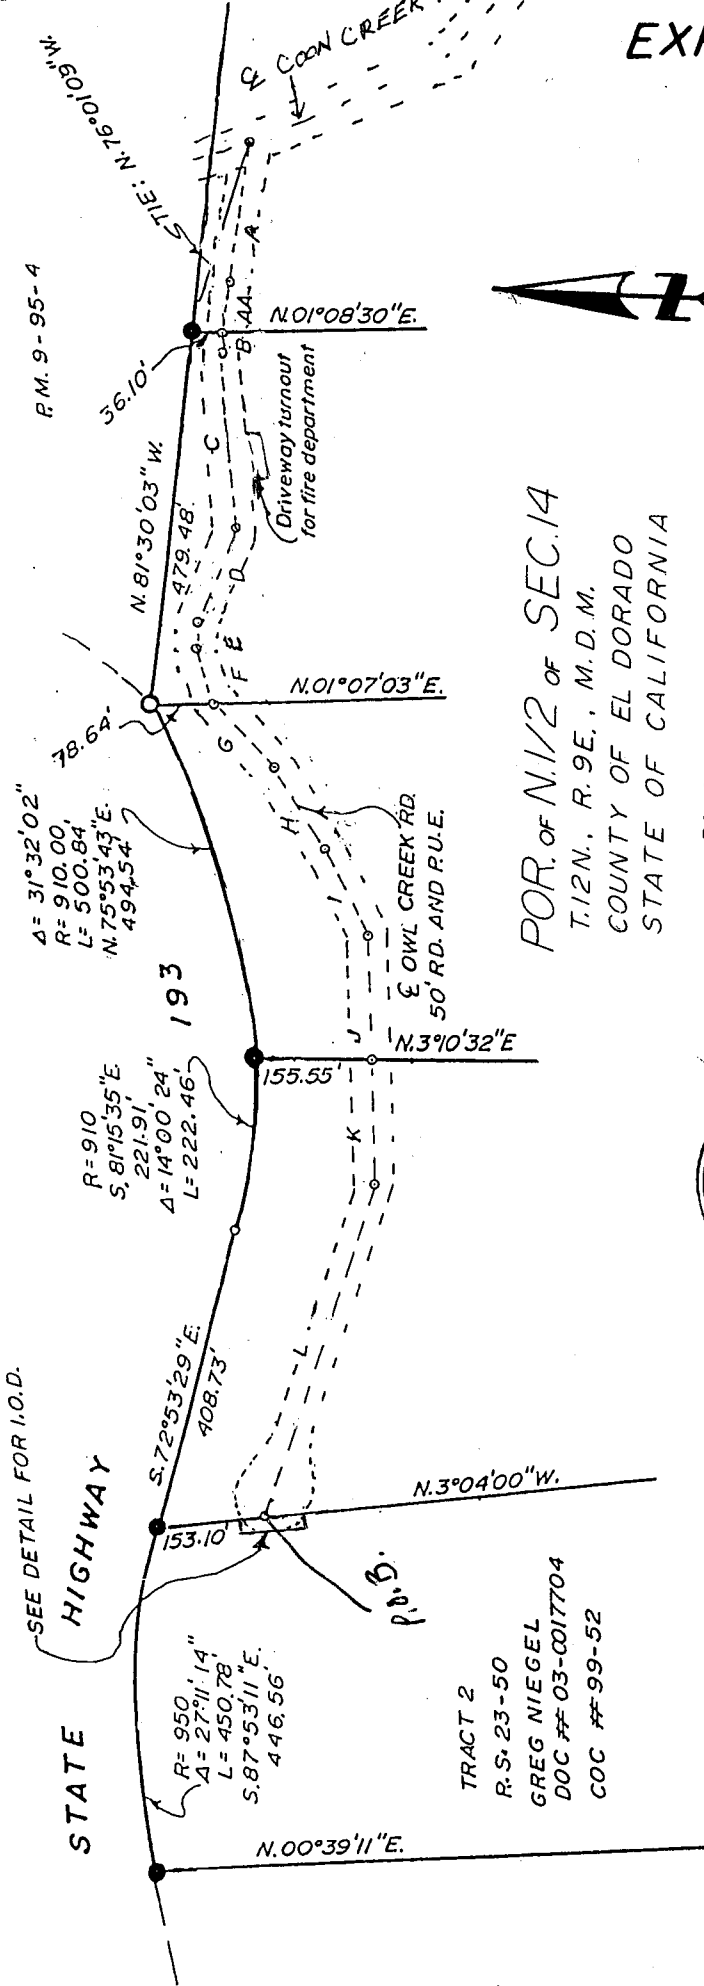 EX
℄ COON CREEK
TIE: N.76°01'09"W.
P.M. 9-95-4
36.10'
N.01°08'30"E.
N.81°30'03"W.
479.48'
A
AA
B
C
D
E
F
G
H
J
K
L
(Driveway turnout
for fire department
Z
78.64'
N.01°07'03"E.
Δ= 31°32'02"
R= 910.00'
L= 500.84'
N.75°53'43"E.
494.54'
℄ OWL CREEK RD.
50' RD. AND P.U.E.
POR. OF N.1/2 OF SEC.14
T.12N., R.9E., M.D.M.
COUNTY OF EL DORADO
STATE OF CALIFORNIA
193
155.55'
N.3°10'32"E
R=910
S.81°15'35"E.
221.91'
Δ=14°00'24"
L=222.46'
S.72°53'29"E.
408.73'
SEE DETAIL FOR I.O.D.
STATE HIGHWAY
153.10'
N.3°04'00"W.
P.O.B.
R=950
Δ=27°11'14"
L=450.78'
S.87°53'11"E.
446.56'
N.00°39'11"E.
TRACT 2
R.S. 23-50
GREG NIEGEL
DOC # 03-0017704
COC # 99-52